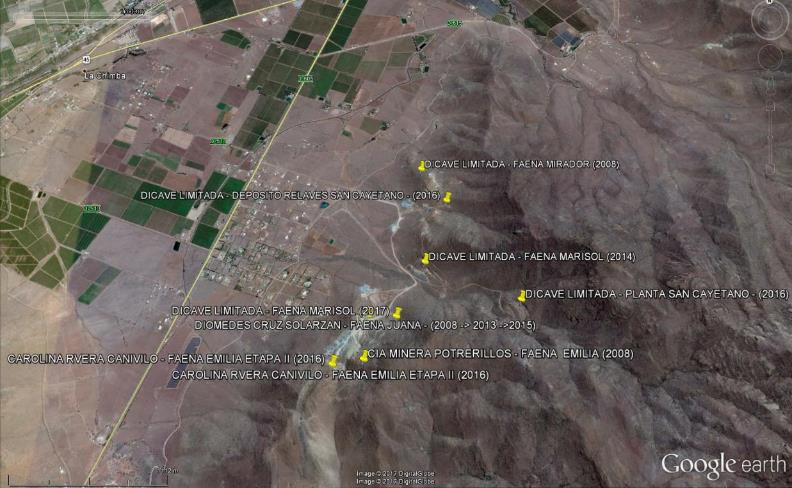 45
La Chimba
DICAVE LIMITADA - FAENA MIRADOR (2008)
DICAVE LIMITADA - DEPOSITO RELAVES SAN CAYETANO - (2016)
DICAVE LIMITADA - FAENA MARISOL (2014)
DICAVE LIMITADA - PLANTA SAN CAYETANO - (2016)
DICAVE LIMITADA - FAENA MARISOL (2017)
DIOMEDES CRUZ SOLARZAN - FAENA JUANA - (2008 -> 2013 ->2015)
CAROLINA RVERA CANIVILO - FAENA EMILIA ETAPA II (2016)
CIA MINERA POTRERILLOS - FAENA EMILIA (2008)
CAROLINA RVERA CANIVILO - FAENA EMILIA ETAPA II (2016)
Image © 2017 DigitalGlobe
Image © 2017 DigitalGlobe
Google earth